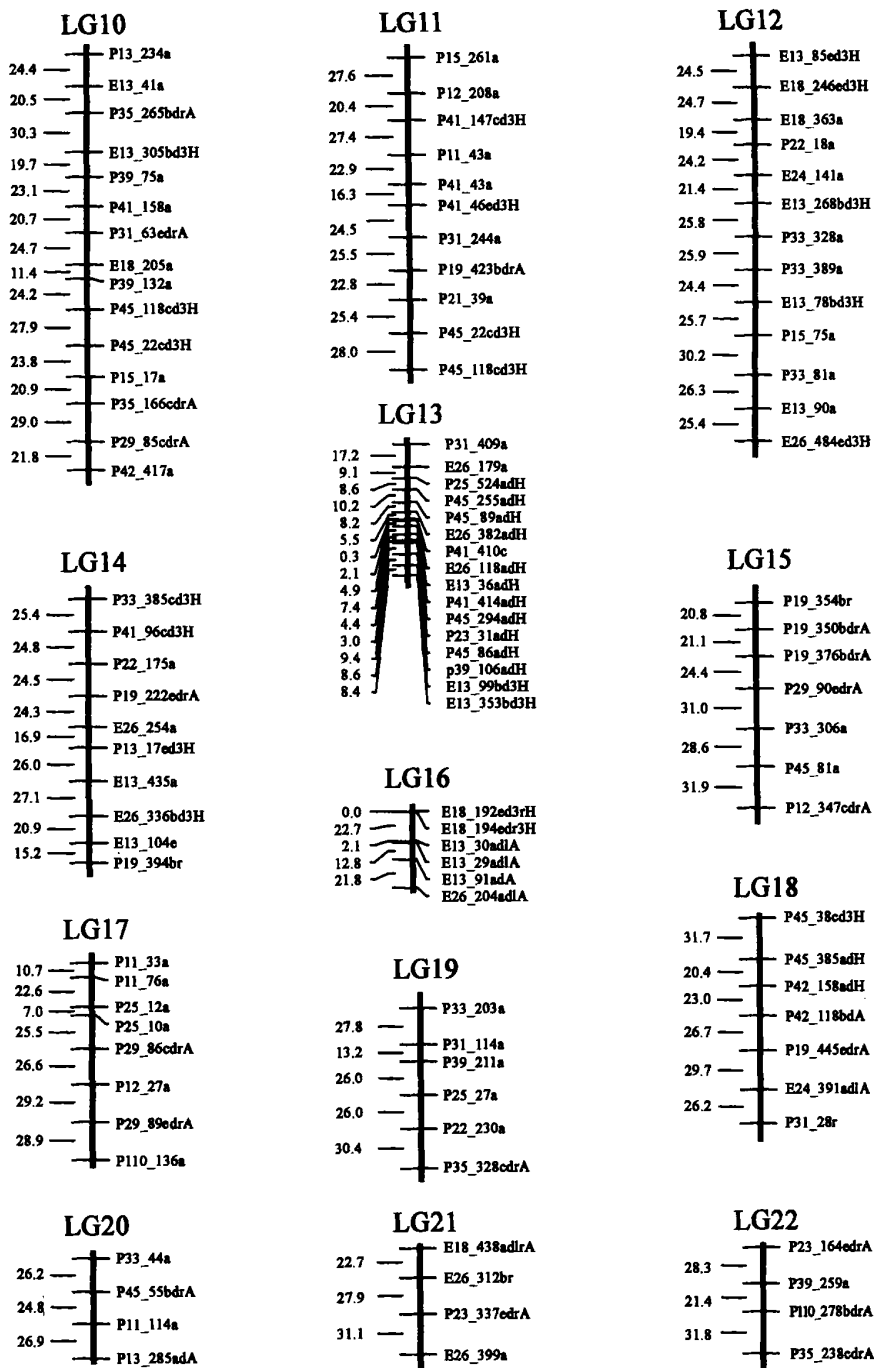 LG10
P13_234a
24.4
E13_41a
20.5
P35_265bdrA
30.3
E13_305bd3H
19.7
P39_75a
23.1
P41_158a
20.7
P31_63edrA
24.7
E18_205a
11.4
P39_132a
24.2
P45_118cd3H
27.9
P45_22cd3H
23.8
P15_17a
20.9
P35_166cdrA
29.0
P29_85cdrA
21.8
P42_417a
LG11
P15_261a
27.6
P12_208a
20.4
P41_147cd3H
27.4
P11_43a
22.9
P41_43a
16.3
P41_46ed3H
24.5
P31_244a
25.5
P19_423bdrA
22.8
P21_39a
25.4
P45_22cd3H
28.0
P45_118cd3H
LG12
E13_85ed3H
24.5
E18_246ed3H
24.7
E18_363a
19.4
P22_18a
24.2
E24_141a
21.4
E13_268bd3H
25.8
P33_328a
25.9
P33_389a
24.4
E13_78bd3H
25.7
P15_75a
30.2
P33_81a
26.3
E13_90a
25.4
E26_484ed3H
LG13
P31_409a
17.2
E26_179a
9.1
P25_524adH
8.6
P45_255adH
10.2
P45_89adH
8.2
E26_382adH
5.5
P41_410c
0.3
E26_118adH
2.1
E13_36adH
4.9
P41_414adH
7.4
P45_294adH
4.4
P23_31adH
3.0
P45_86adH
9.4
p39_106adH
8.6
E13_99bd3H
8.4
E13_353bd3H
LG14
P33_385cd3H
25.4
P41_96cd3H
24.8
P22_175a
24.5
P19_222edrA
24.3
E26_254a
16.9
P13_17ed3H
26.0
E13_435a
27.1
E26_336bd3H
20.9
E13_104e
15.2
P19_394br
LG15
P19_354br
20.8
P19_350bdrA
21.1
P19_376bdrA
24.4
P29_90edrA
31.0
P33_306a
28.6
P45_81a
31.9
P12_347cdrA
LG16
0.0
E18_192ed3rH
22.7
E18_194edr3H
2.1
E13_30adlA
12.8
E13_29adlA
21.8
E13_91adA
E26_204adlA
LG17
P11_33a
10.7
P11_76a
22.6
P25_12a
7.0
P25_10a
25.5
P29_86cdrA
26.6
P12_27a
29.2
P29_89edrA
28.9
P110_136a
LG18
P45_38cd3H
31.7
P45_385adH
20.4
P42_158adH
23.0
P42_118bdA
26.7
P19_445edrA
29.7
E24_391adlA
26.2
P31_28r
LG19
P33_203a
27.8
P31_114a
13.2
P39_211a
26.0
P25_27a
26.0
P22_230a
30.4
P35_328cdrA
LG20
P33_44a
26.2
P45_55bdrA
24.8
P11_114a
26.9
P13_285adA
LG21
E18_438adlrA
22.7
E26_312br
27.9
P23_337edrA
31.1
E26_399a
LG22
P23_164edrA
28.3
P39_259a
21.4
P110_278bdrA
31.8
P35_238cdrA